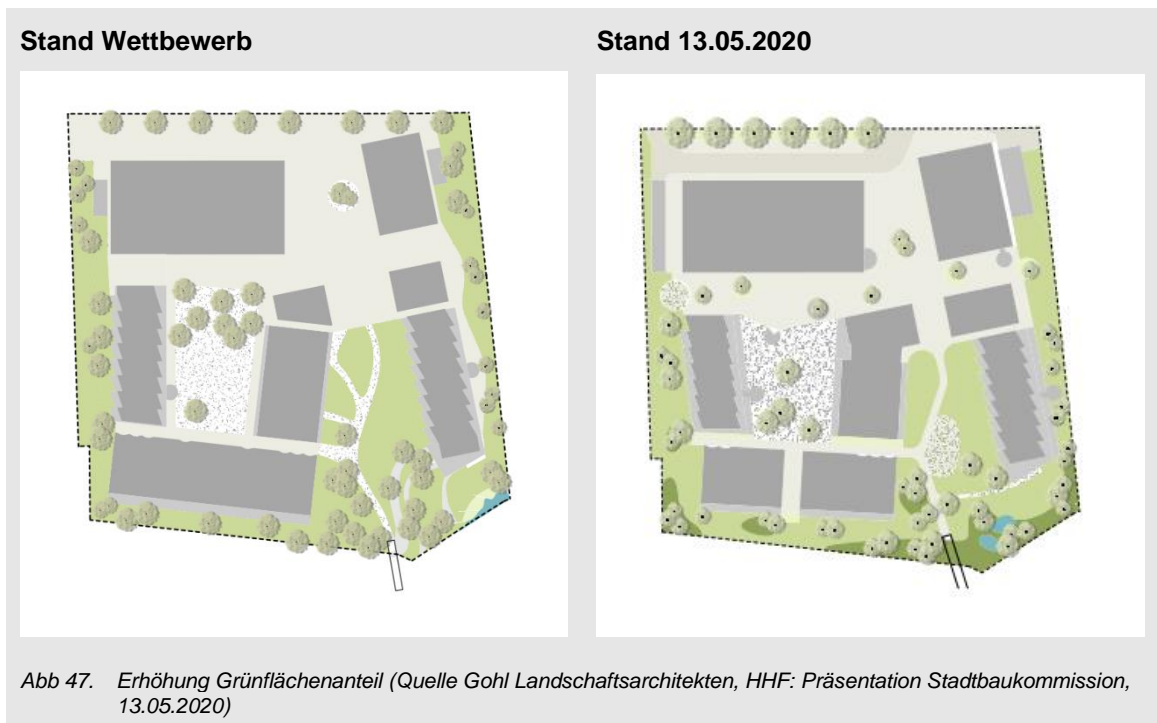 Stand Wettbewerb
Stand 13.05.2020
Abb 47. Erhöhung Grünflächenanteil (Quelle Gohl Landschaftsarchitekten, HHF: Präsentation Stadtbaukommission,
13.05.2020)